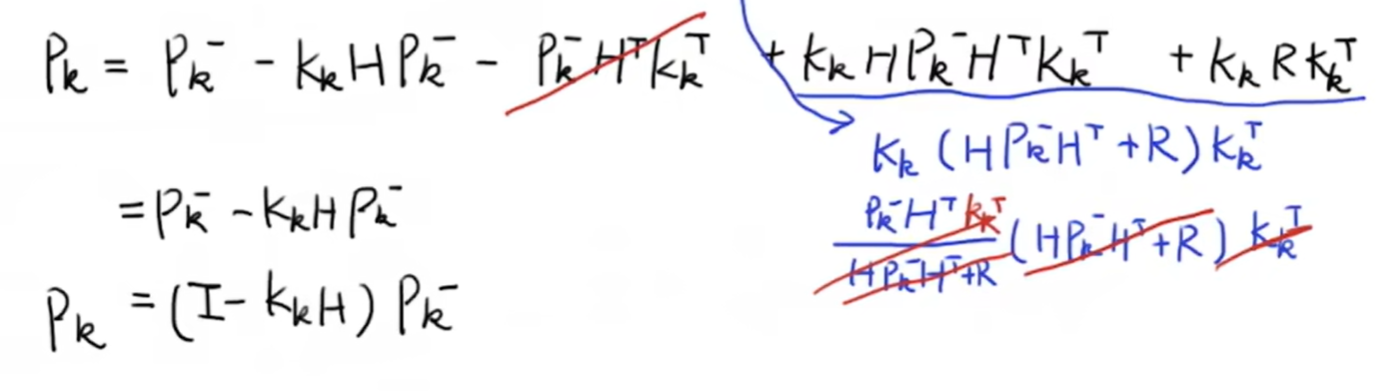 P_k = P_k^- - K_k H P_k^- - P_k^- H^T K_k^T + K_k H P_k^- H^T K_k^T + K_k R K_k^T
K_k (H P_k^- H^T + R) K_k^T
= P_k^- - K_k H P_k^-
P_k^- H^T K_k^T / H P_k^- H^T + R (H P_k^- H^T + R) K_k^T
P_k = (I - K_k H) P_k^-